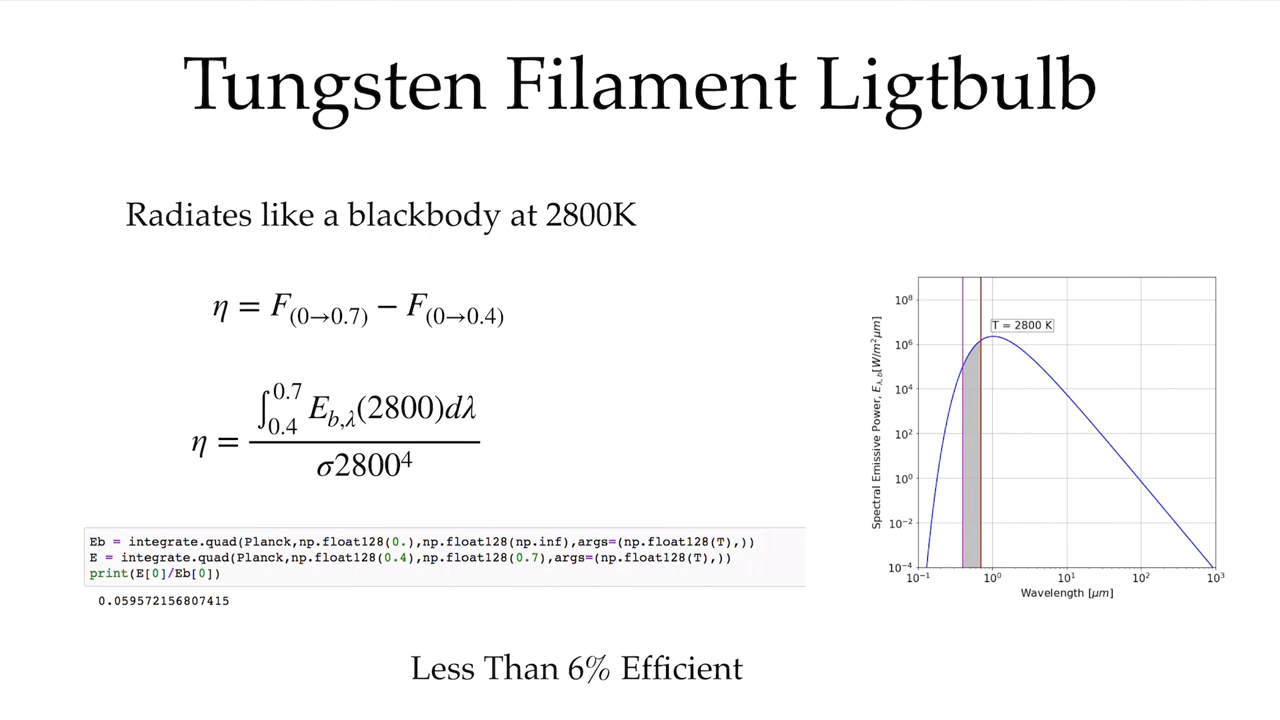 Tungsten Filament Ligtbulb
Radiates like a blackbody at 2800K
η = F(0→0.7) − F(0→0.4)
η = ∫0.4^0.7 Eb,λ(2800)dλ / σ2800⁴
Eb = integrate.quad(Planck,np.float128(0.),np.float128(np.inf),args=(np.float128(T),))
E = integrate.quad(Planck,np.float128(0.4),np.float128(0.7),args=(np.float128(T),))
print(E[0]/Eb[0])
0.059572156807415
Less Than 6% Efficient
Spectral Emissive Power, Eλ,b[W/m²μm]
10⁸
10⁶
10⁴
10²
10⁰
10⁻²
10⁻⁴
T = 2800 K
10⁻¹ 10⁰ 10¹ 10² 10³
Wavelength [μm]